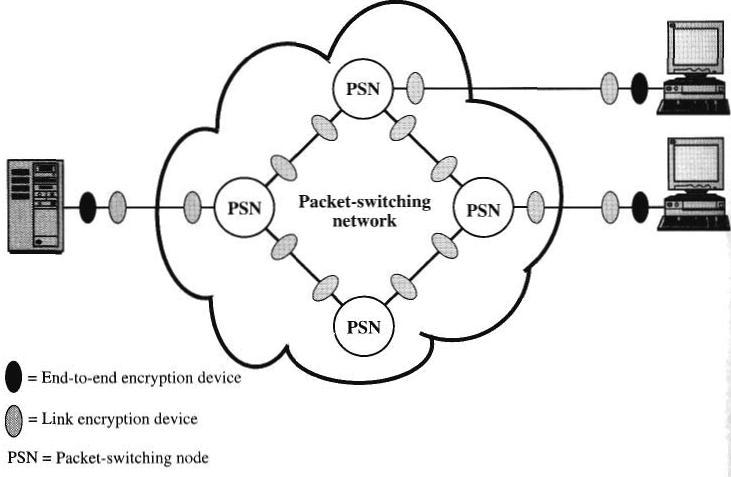 PSN
PSN
Packet-switching
network
PSN
PSN
= End-to-end encryption device
= Link encryption device
PSN = Packet-switching node